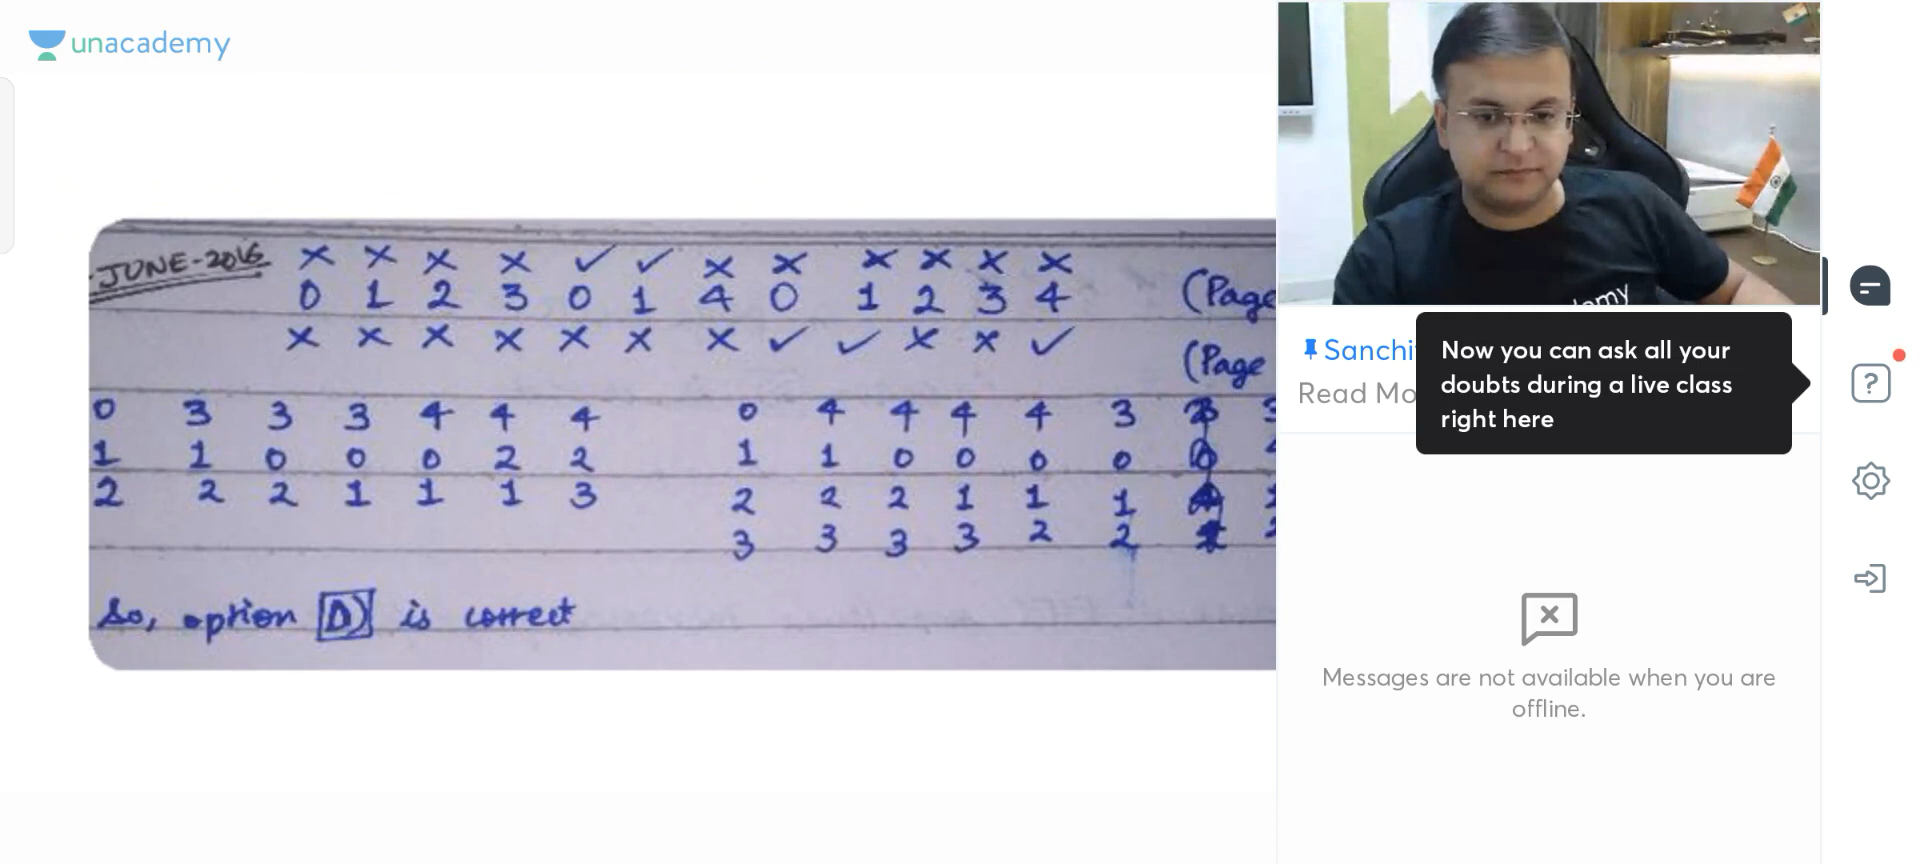 unacademy
JUNE-2016 × × × × ✓ ✓ × × × × × ×
0 1 2 3 0 1 4 0 1 2 3 4 (Page
× × × × × × × ✓ ✓ × × ✓ (Page
0 3 3 3 4 4 4 0 4 4 4 4 3
1 1 0 0 0 2 2 1 1 0 0 0 0
2 2 2 1 1 1 3 2 2 2 1 1 1
3 3 3 3 2 2
So, option D) is correct
Sanchi
Read Mo
Now you can ask all your
doubts during a live class
right here
?
Messages are not available when you are
offline.